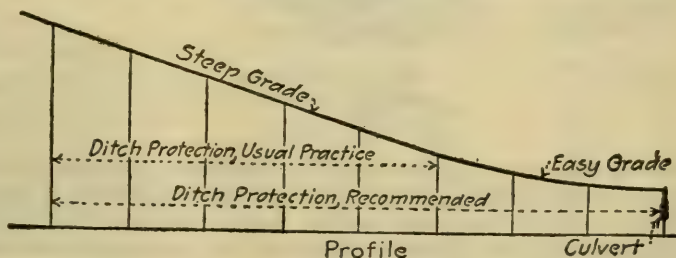 Steep Grade
Ditch Protection, Usual Practice
Easy Grade
Ditch Protection, Recommended
Profile
Culvert